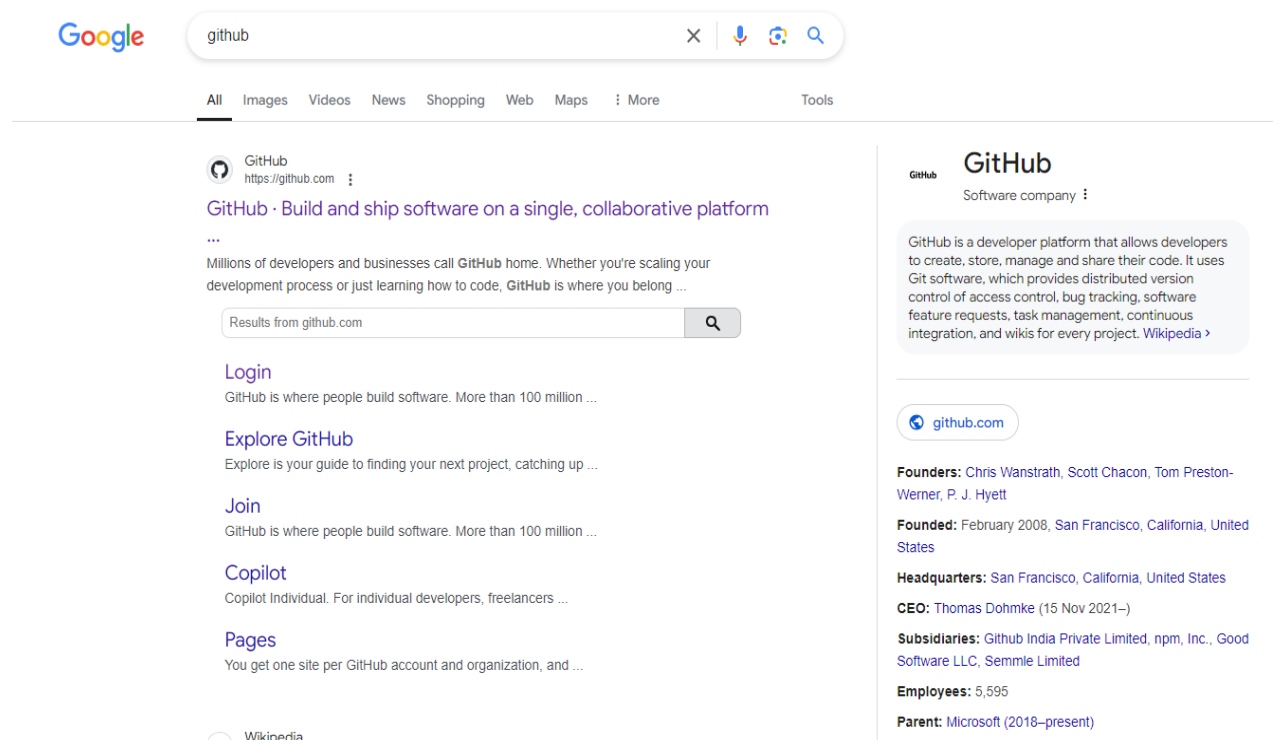 Google
github
All Images Videos News Shopping Web Maps More Tools
GitHub
https://github.com
GitHub · Build and ship software on a single, collaborative platform
...
Millions of developers and businesses call GitHub home. Whether you're scaling your
development process or just learning how to code, GitHub is where you belong ...
Results from github.com
Login
GitHub is where people build software. More than 100 million ...
Explore GitHub
Explore is your guide to finding your next project, catching up ...
Join
GitHub is where people build software. More than 100 million ...
Copilot
Copilot Individual. For individual developers, freelancers ...
Pages
You get one site per GitHub account and organization, and ...
Wikipedia
GitHub
GitHub
Software company
GitHub is a developer platform that allows developers
to create, store, manage and share their code. It uses
Git software, which provides distributed version
control of access control, bug tracking, software
feature requests, task management, continuous
integration, and wikis for every project. Wikipedia ›
github.com
Founders: Chris Wanstrath, Scott Chacon, Tom Preston-
Werner, P. J. Hyett
Founded: February 2008, San Francisco, California, United
States
Headquarters: San Francisco, California, United States
CEO: Thomas Dohmke (15 Nov 2021–)
Subsidiaries: Github India Private Limited, npm, Inc., Good
Software LLC, Semmle Limited
Employees: 5,595
Parent: Microsoft (2018–present)